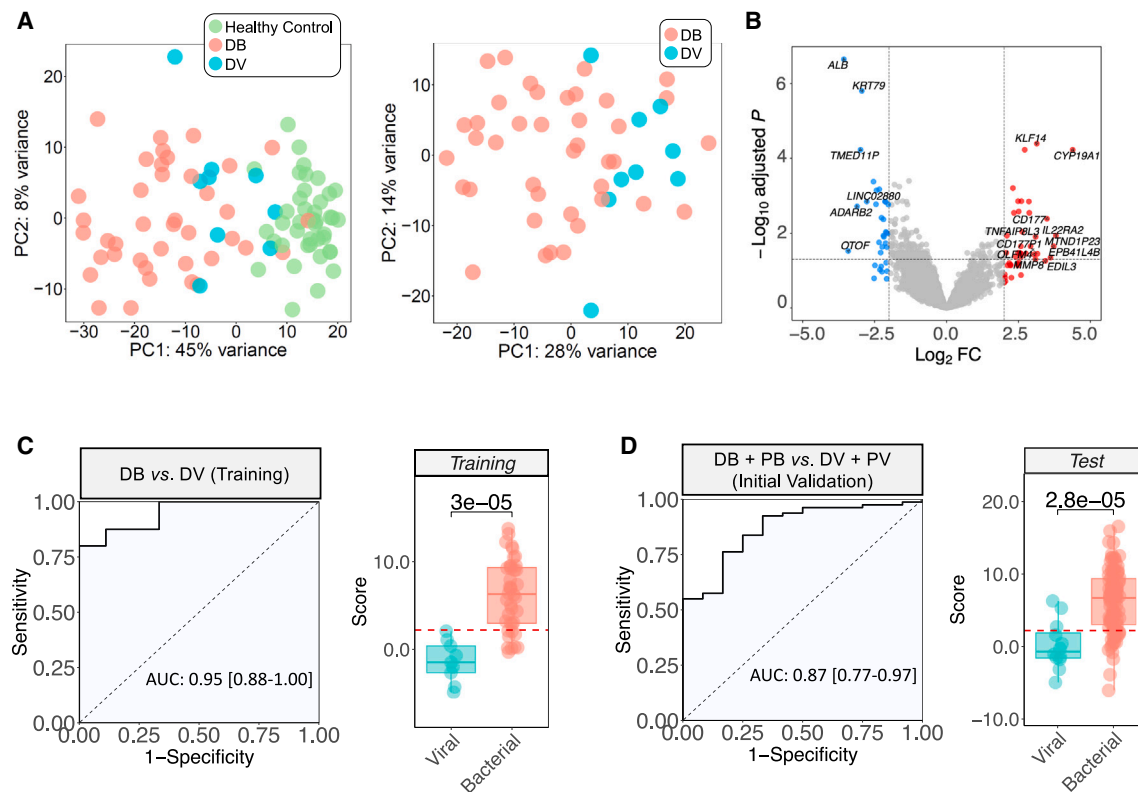 A
Healthy Control
DB
DV
PC2: 8% variance
20
10
0
−10
−30
−20
−10
0
10
20
PC1: 45% variance
DB
DV
PC2: 14% variance
10
0
−10
−20
−20
−10
0
10
20
PC1: 28% variance
B
−Log10 adjusted P
6
4
2
0
ALB
KRT79
TMED11P
LINC02880
ADARB2
OTOF
KLF14
CYP19A1
CD177
TNFAIP8L3
IL22RA2
CD177P1
MTND1P23
OLFM4
EPB41L4B
MMP8
EDIL3
−5.0
−2.5
0.0
2.5
5.0
Log2 FC
C
DB vs. DV (Training)
Sensitivity
1.00
0.75
0.50
0.25
0.00
AUC: 0.95 [0.88-1.00]
0.00
0.25
0.50
0.75
1.00
1−Specificity
Training
3e−05
Score
10.0
0.0
Viral
Bacterial
D
DB + PB vs. DV + PV
(Initial Validation)
Sensitivity
1.00
0.75
0.50
0.25
0.00
AUC: 0.87 [0.77-0.97]
0.00
0.25
0.50
0.75
1.00
1−Specificity
Test
2.8e−05
Score
20.0
10.0
0.0
−10.0
Viral
Bacterial